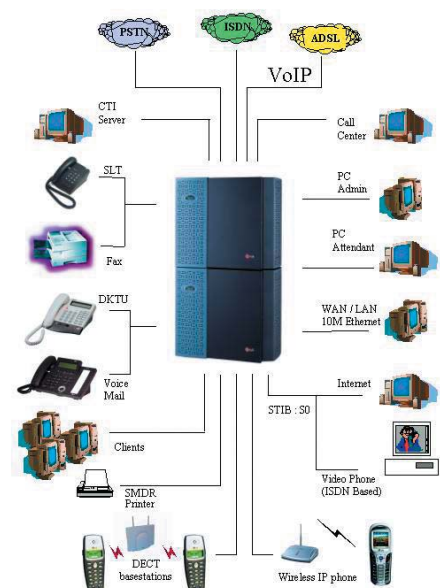 PSTN
ISDN
ADSL
VoIP
CTI
Server
Call
Center
SLT
PC
Admin
Fax
PC
Attendant
DKTU
WAN / LAN
10M Ethernet
Voice
Mail
Internet
STIB : S0
Clients
Video Phone
(ISDN Based)
SMDR
Printer
DECT
basestations
Wireless IP phone